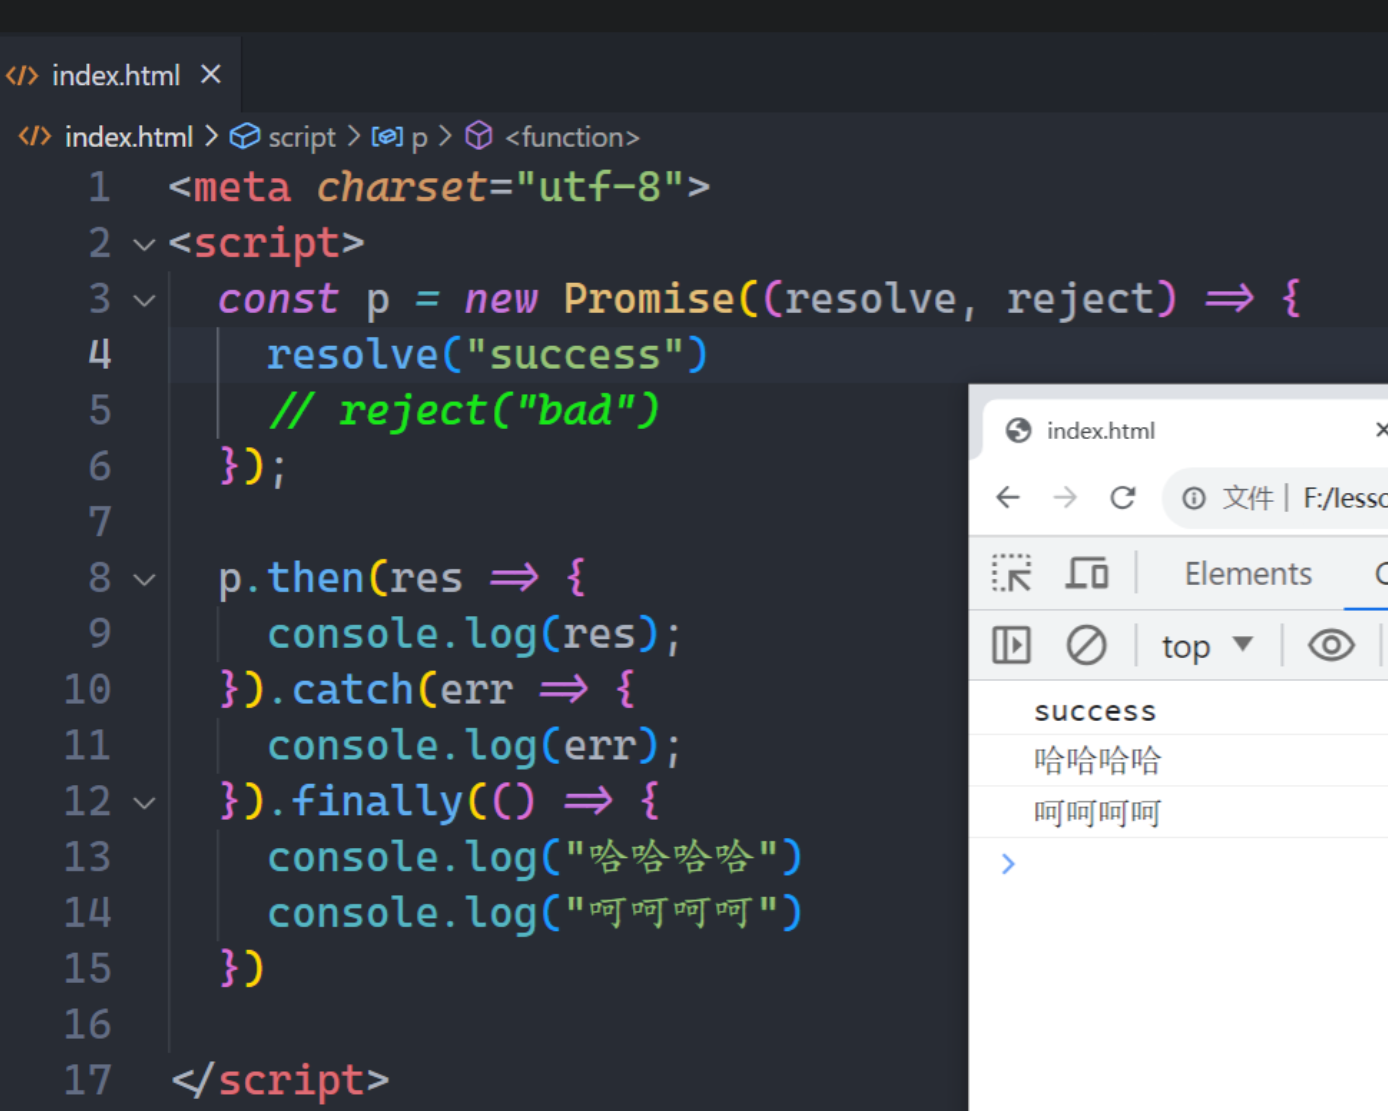 index.html
index.html > script > p > <function>
1 <meta charset="utf-8">
2 <script>
3 const p = new Promise((resolve, reject) => {
4 resolve("success")
5 // reject("bad")
6 });
7
8 p.then(res => {
9 console.log(res);
10 }).catch(err => {
11 console.log(err);
12 }).finally(() => {
13 console.log("哈哈哈哈")
14 console.log("呵呵呵呵")
15 })
16
17 </script>
index.html
文件 | F:/lesso
Elements
top
success
哈哈哈哈
呵呵呵呵